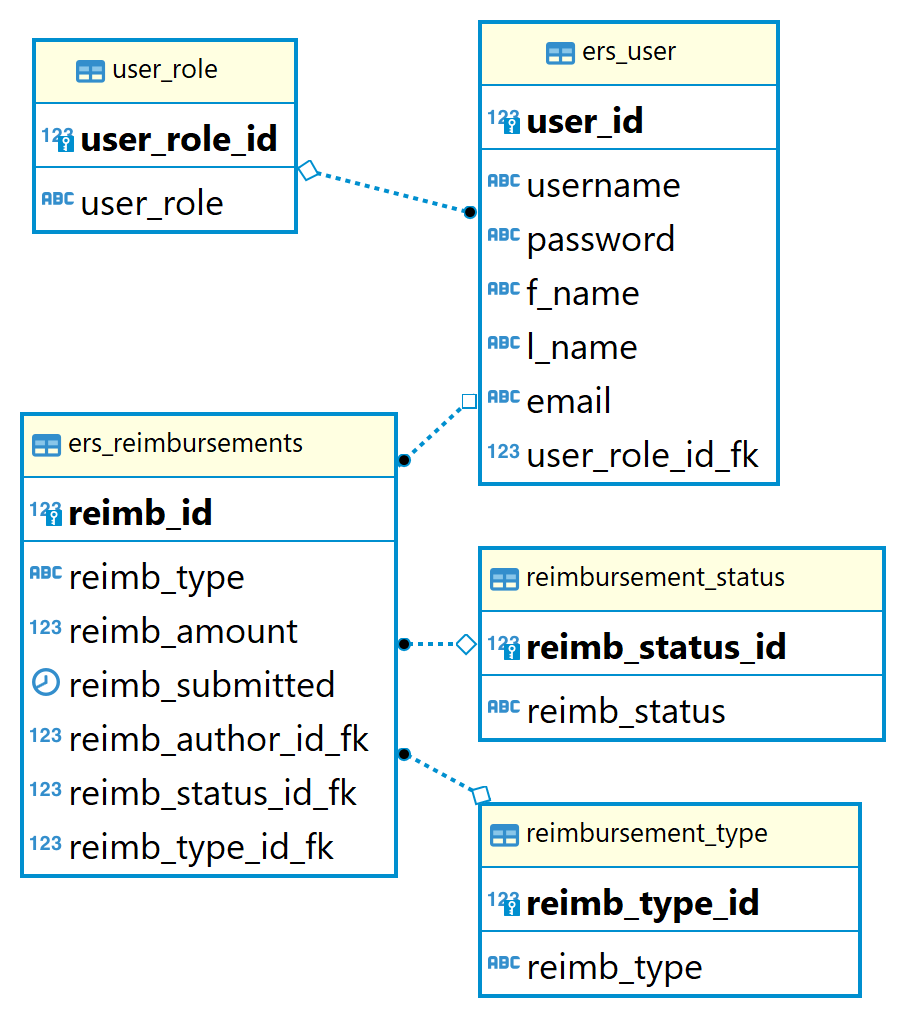 user_role
123 user_role_id
ABC user_role
ers_user
123 user_id
ABC username
ABC password
ABC f_name
ABC l_name
ABC email
123 user_role_id_fk
ers_reimbursements
123 reimb_id
ABC reimb_type
123 reimb_amount
reimb_submitted
123 reimb_author_id_fk
123 reimb_status_id_fk
123 reimb_type_id_fk
reimbursement_status
123 reimb_status_id
ABC reimb_status
reimbursement_type
123 reimb_type_id
ABC reimb_type